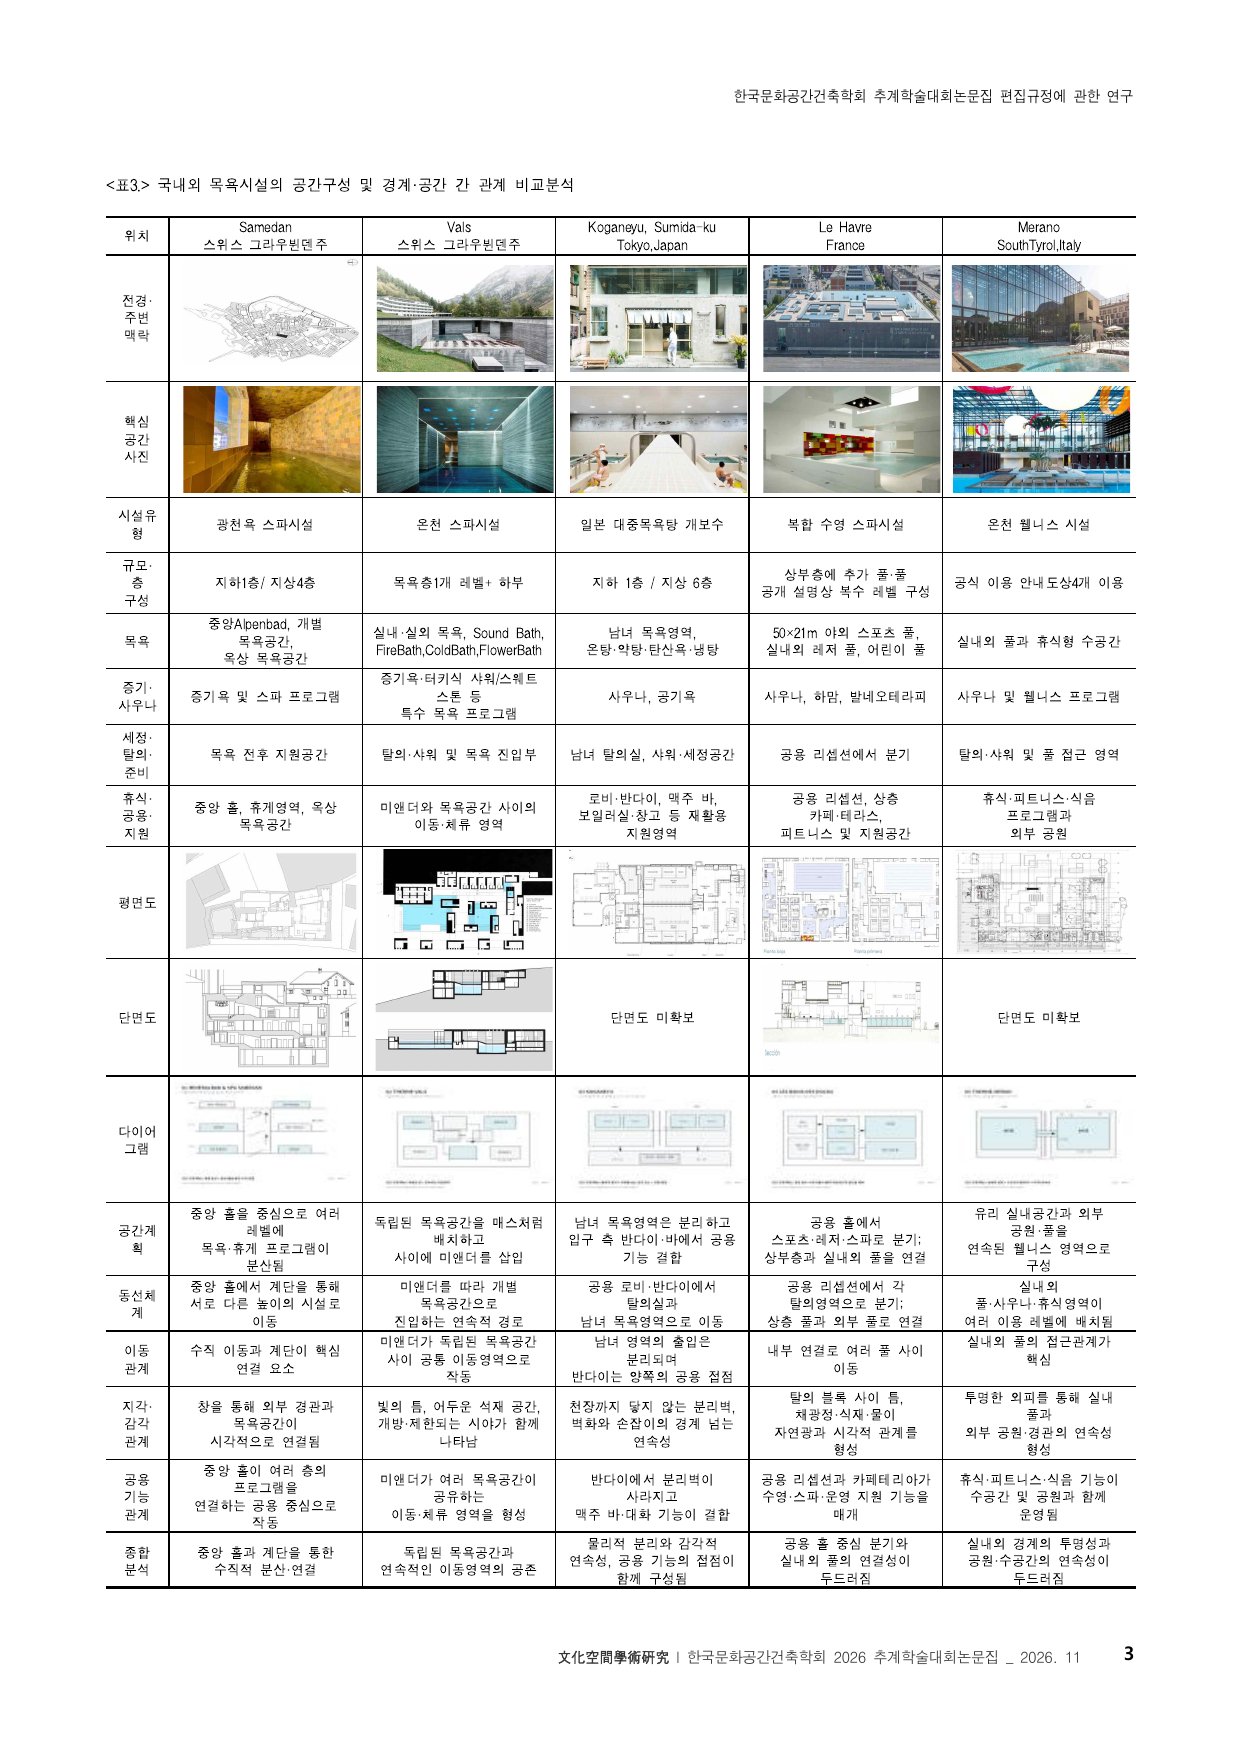 한국문화공간건축학회 추계학술대회논문집 편집규정에 관한 연구
<표3.> 국내외 목욕시설의 공간구성 및 경계·공간 간 관계 비교분석
위치
Samedan
스위스 그라우뷘덴주
Vals
스위스 그라우뷘덴주
Koganeyu, Sumida-ku
Tokyo,Japan
Le Havre
France
Merano
SouthTyrol,Italy
전경·
주변
맥락
핵심
공간
사진
시설유
형
광천욕 스파시설
온천 스파시설
일본 대중목욕탕 개보수
복합 수영 스파시설
온천 웰니스 시설
규모·
층
구성
지하1층/ 지상4층
목욕층1개 레벨+ 하부
지하 1층 / 지상 6층
상부층에 추가 풀·풀
공개 설명상 복수 레벨 구성
공식 이용 안내도상4개 이용
목욕
중앙Alpenbad, 개별
목욕공간,
옥상 목욕공간
실내·실외 목욕, Sound Bath,
FireBath,ColdBath,FlowerBath
남녀 목욕영역,
온탕·약탕·탄산욕·냉탕
50×21m 야외 스포츠 풀,
실내외 레저 풀, 어린이 풀
실내외 풀과 휴식형 수공간
증기·
사우나
증기욕 및 스파 프로그램
증기욕·터키식 샤워/스웨트
스톤 등
특수 목욕 프로그램
사우나, 공기욕
사우나, 하맘, 발네오테라피
사우나 및 웰니스 프로그램
세정·
탈의·
준비
목욕 전후 지원공간
탈의·샤워 및 목욕 진입부
남녀 탈의실, 샤워·세정공간
공용 리셉션에서 분기
탈의·샤워 및 풀 접근 영역
휴식·
공용·
지원
중앙 홀, 휴게영역, 옥상
목욕공간
미앤더와 목욕공간 사이의
이동·체류 영역
로비·반다이, 맥주 바,
보일러실·창고 등 재활용
지원영역
공용 리셉션, 상층
카페·테라스,
피트니스 및 지원공간
휴식·피트니스·식음
프로그램과
외부 공원
평면도
단면도
Sección
단면도 미확보
단면도 미확보
다이어
그램
공간계
획
중앙 홀을 중심으로 여러
레벨에
목욕·휴게 프로그램이
분산됨
독립된 목욕공간을 매스처럼
배치하고
사이에 미앤더를 삽입
남녀 목욕영역은 분리하고
입구 측 반다이·바에서 공용
기능 결합
공용 홀에서
스포츠·레저·스파로 분기;
상부층과 실내외 풀을 연결
유리 실내공간과 외부
공원·풀을
연속된 웰니스 영역으로
구성
동선체
계
중앙 홀에서 계단을 통해
서로 다른 높이의 시설로
이동
미앤더를 따라 개별
목욕공간으로
진입하는 연속적 경로
공용 로비·반다이에서
탈의실과
남녀 목욕영역으로 이동
공용 리셉션에서 각
탈의영역으로 분기;
상층 풀과 외부 풀로 연결
실내외
풀·사우나·휴식영역이
여러 이용 레벨에 배치됨
이동
관계
수직 이동과 계단이 핵심
연결 요소
미앤더가 독립된 목욕공간
사이 공통 이동영역으로
작동
남녀 영역의 출입은
분리되며
반다이는 양쪽의 공용 접점
내부 연결로 여러 풀 사이
이동
실내외 풀의 접근관계가
핵심
지각·
감각
관계
창을 통해 외부 경관과
목욕공간이
시각적으로 연결됨
빛의 틈, 어두운 석재 공간,
개방·제한되는 시야가 함께
나타남
천장까지 닿지 않는 분리벽,
벽화와 손잡이의 경계 넘는
연속성
탈의 블록 사이 틈,
채광정·식재·물이
자연광과 시각적 관계를
형성
투명한 외피를 통해 실내
풀과
외부 공원·경관의 연속성
형성
공용
기능
관계
중앙 홀이 여러 층의
프로그램을
연결하는 공용 중심으로
작동
미앤더가 여러 목욕공간이
공유하는
이동·체류 영역을 형성
반다이에서 분리벽이
사라지고
맥주 바·대화 기능이 결합
공용 리셉션과 카페테리아가
수영·스파·운영 지원 기능을
매개
휴식·피트니스·식음 기능이
수공간 및 공원과 함께
운영됨
종합
분석
중앙 홀과 계단을 통한
수직적 분산·연결
독립된 목욕공간과
연속적인 이동영역의 공존
물리적 분리와 감각적
연속성, 공용 기능의 접점이
함께 구성됨
공용 홀 중심 분기와
실내외 풀의 연결성이
두드러짐
실내외 경계의 투명성과
공원·수공간의 연속성이
두드러짐
文化空間學術研究 | 한국문화공간건축학회 2026 추계학술대회논문집 _ 2026. 11 3